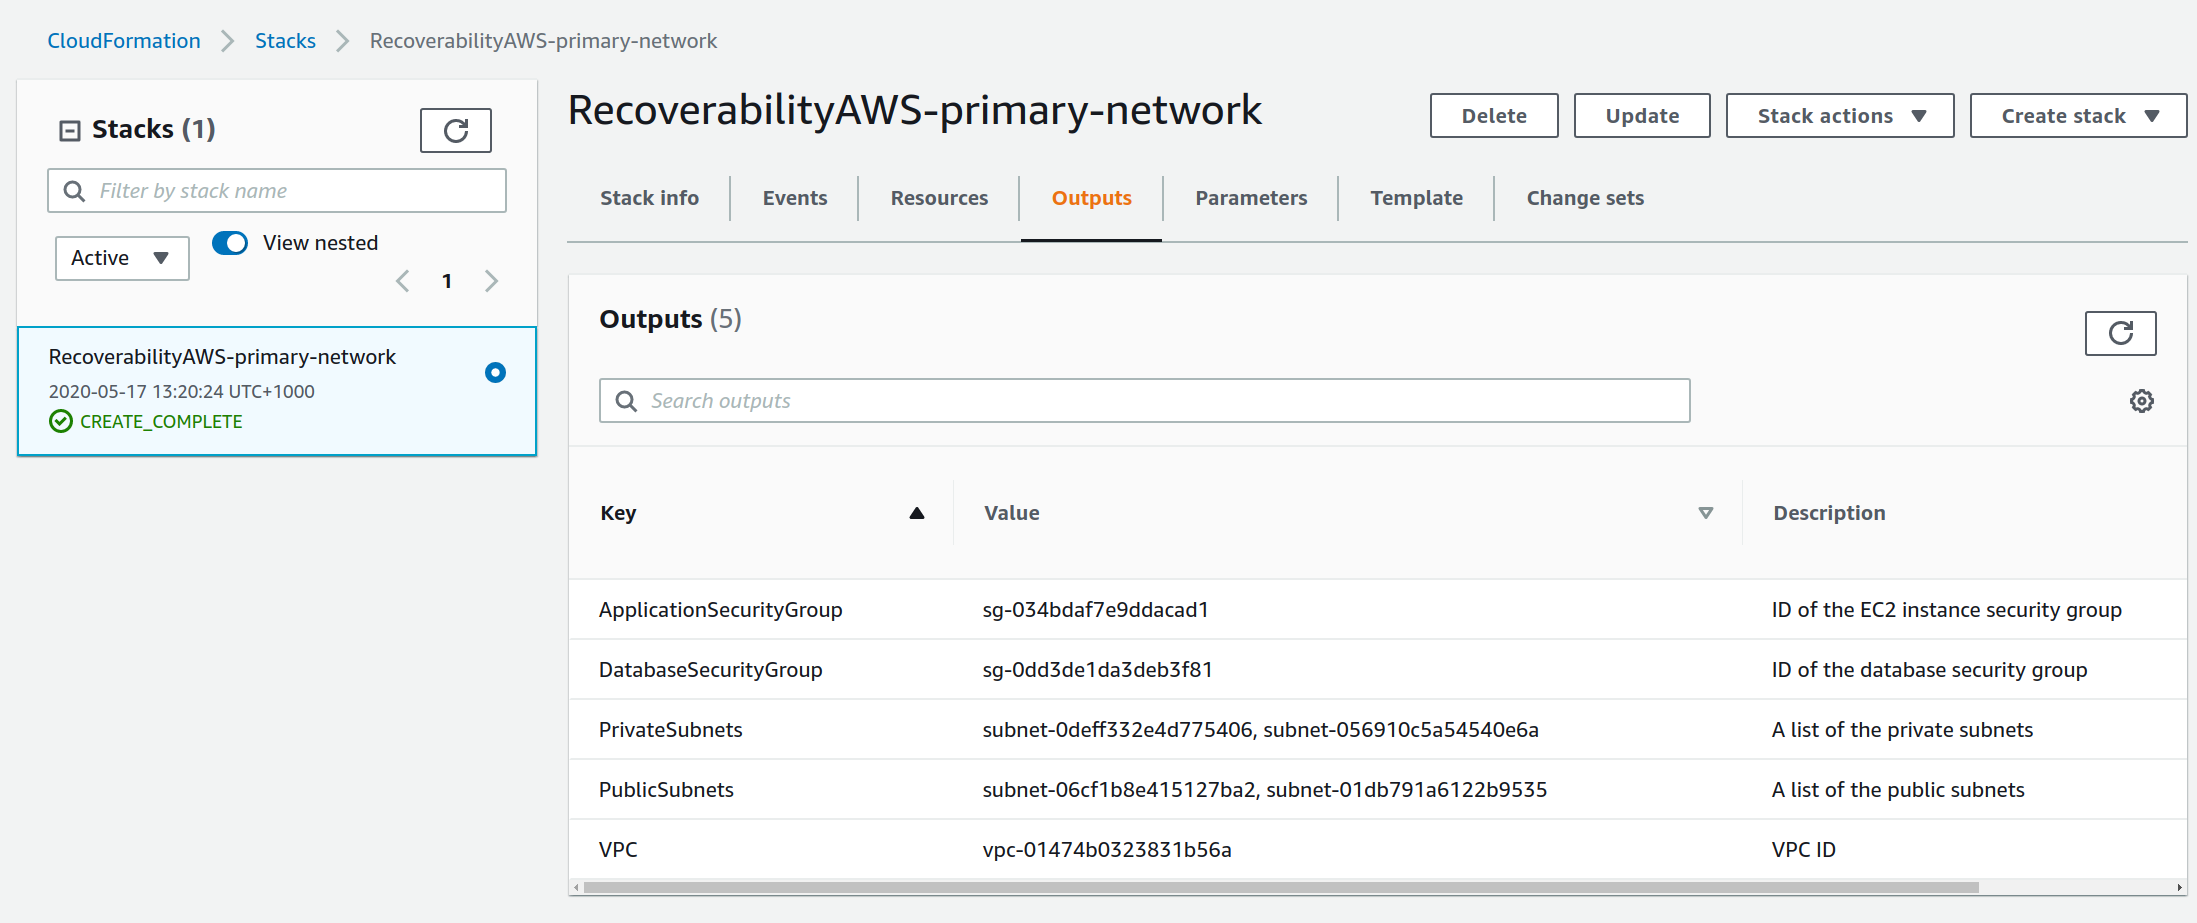 CloudFormation > Stacks > RecoverabilityAWS-primary-network
Stacks (1)
Filter by stack name
Active
View nested
1
RecoverabilityAWS-primary-network
2020-05-17 13:20:24 UTC+1000
CREATE_COMPLETE
RecoverabilityAWS-primary-network
Delete
Update
Stack actions
Create stack
Stack info
Events
Resources
Outputs
Parameters
Template
Change sets
Outputs (5)
Search outputs
Key Value Description
ApplicationSecurityGroup sg-034bdaf7e9ddacad1 ID of the EC2 instance security group
DatabaseSecurityGroup sg-0dd3de1da3deb3f81 ID of the database security group
PrivateSubnets subnet-0deff332e4d775406, subnet-056910c5a54540e6a A list of the private subnets
PublicSubnets subnet-06cf1b8e415127ba2, subnet-01db791a6122b9535 A list of the public subnets
VPC vpc-01474b0323831b56a VPC ID